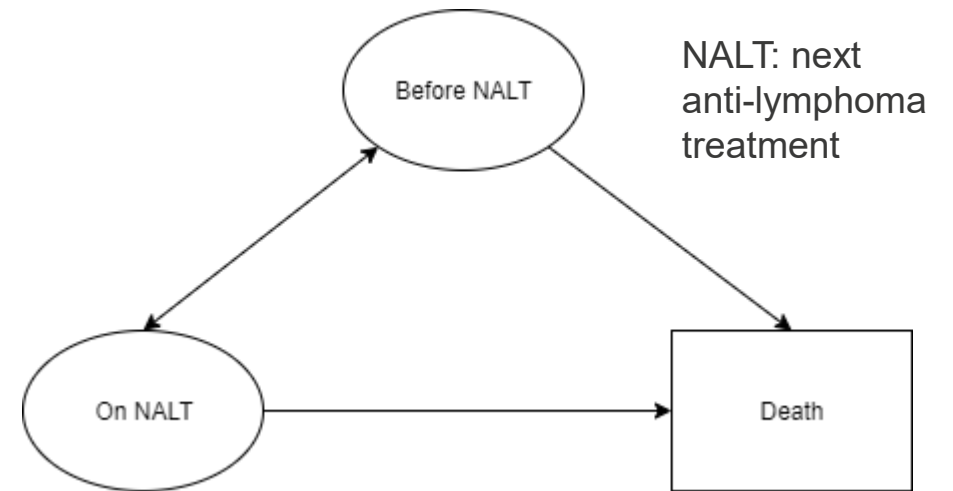 Before NALT
NALT: next
anti-lymphoma
treatment
On NALT
Death